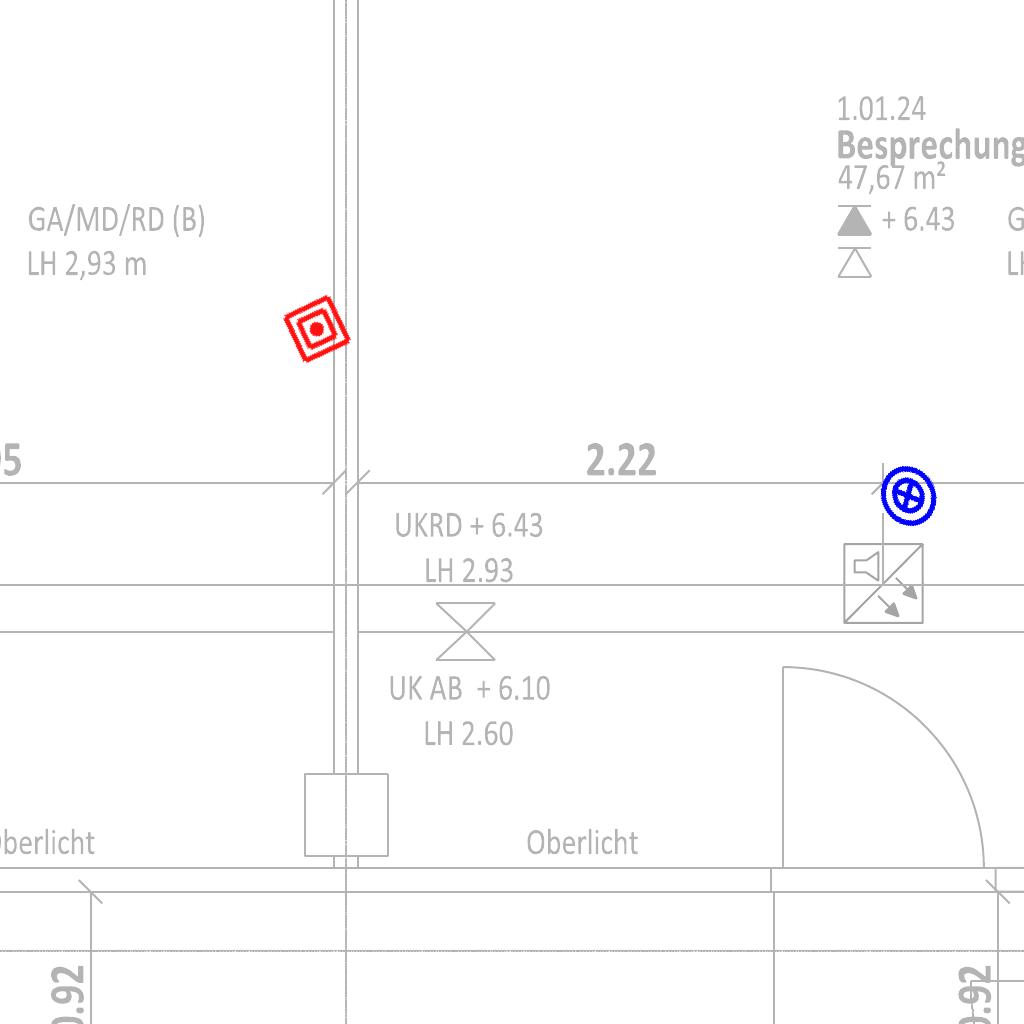 1.01.24
Besprechung
47,67 m²
+ 6.43
GA/MD/RD (B)
LH 2,93 m
2.22
UKRD + 6.43
LH 2.93
UK AB + 6.10
LH 2.60
Oberlicht